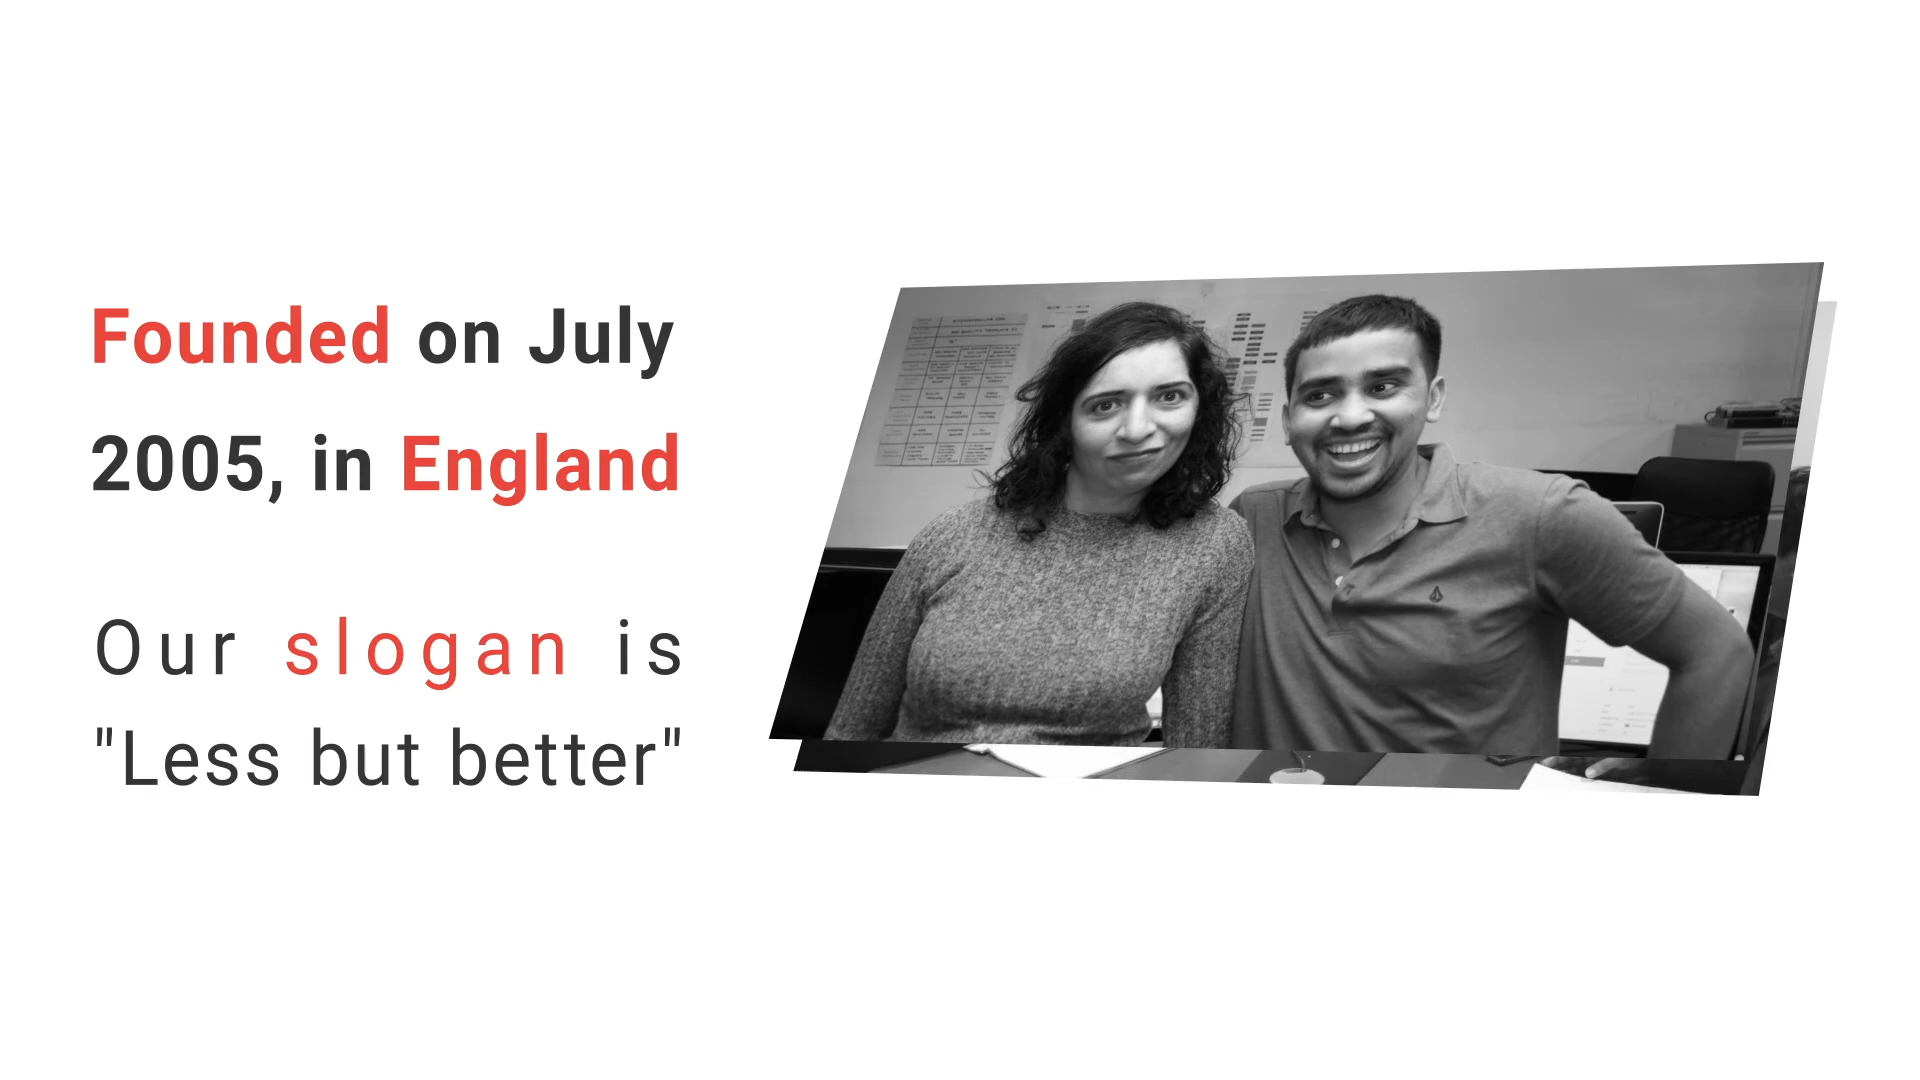 Founded on July
2005, in England
Our slogan is
"Less but better"